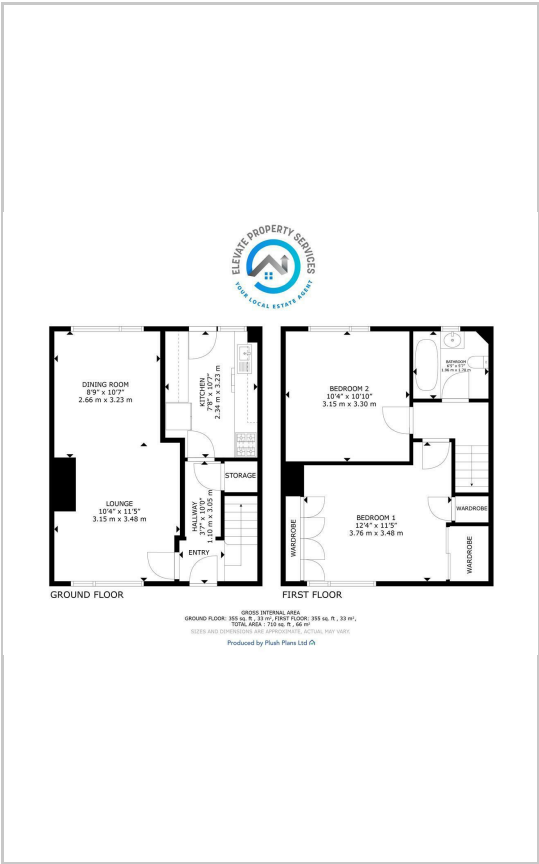 ELEVATE PROPERTY SERVICES
YOUR LOCAL ESTATE AGENT
DINING ROOM
8'9" x 10'7"
2.66 m x 3.23 m
KITCHEN
7'8" x 10'7"
2.34 m x 3.23 m
STORAGE
LOUNGE
10'4" x 11'5"
3.15 m x 3.48 m
HALLWAY
3'7" x 10'0"
1.10 m x 3.05 m
ENTRY
GROUND FLOOR
BEDROOM 2
10'4" x 10'10"
3.15 m x 3.30 m
BATHROOM
BEDROOM 1
12'4" x 11'5"
3.76 m x 3.48 m
WARDROBE
WARDROBE
WARDROBE
FIRST FLOOR
GROSS INTERNAL AREA
GROUND FLOOR: 355 sq. ft , 33 m², FIRST FLOOR: 355 sq. ft , 33 m²,
TOTAL AREA : 710 sq. ft , 66 m²
SIZES AND DIMENSIONS ARE APPROXIMATE, ACTUAL MAY VARY.
Produced by Plush Plans Ltd